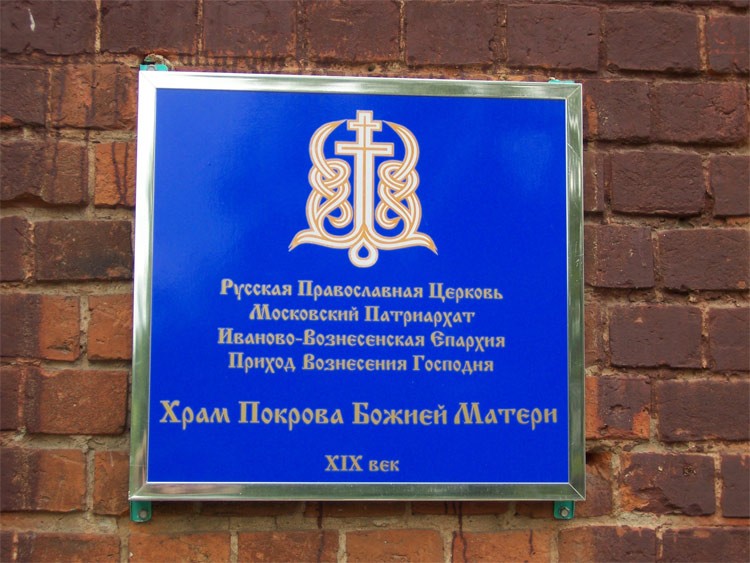 Русская Православная Церковь
Московский Патриархат
Иваново-Вознесенская Епархия
Приход Вознесения Господня
Храм Покрова Божией Матери
XIX век